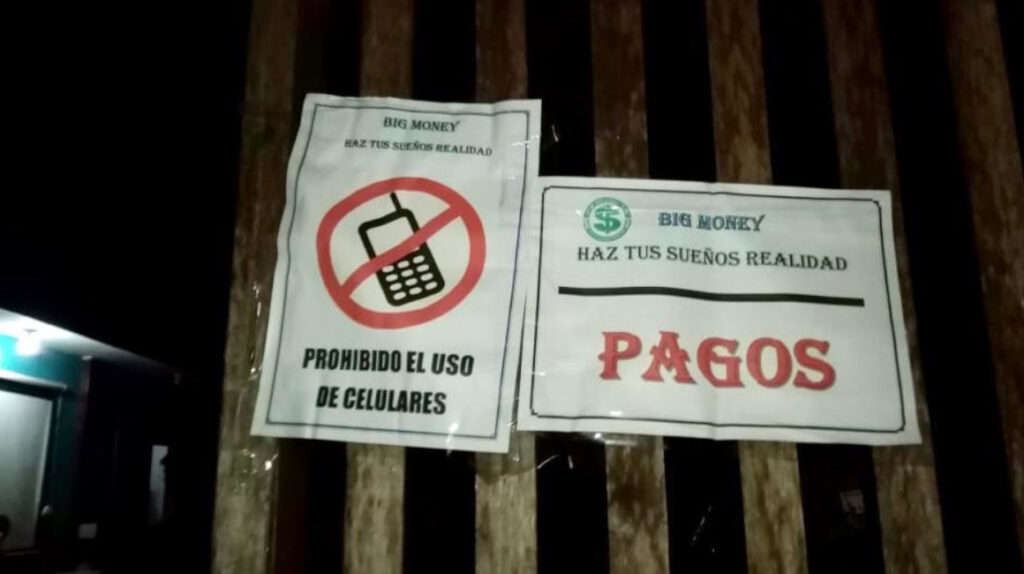 BIG MONEY
HAZ TUS SUEÑOS REALIDAD
PROHIBIDO EL USO
DE CELULARES
BIG MONEY
HAZ TUS SUEÑOS REALIDAD
PAGOS